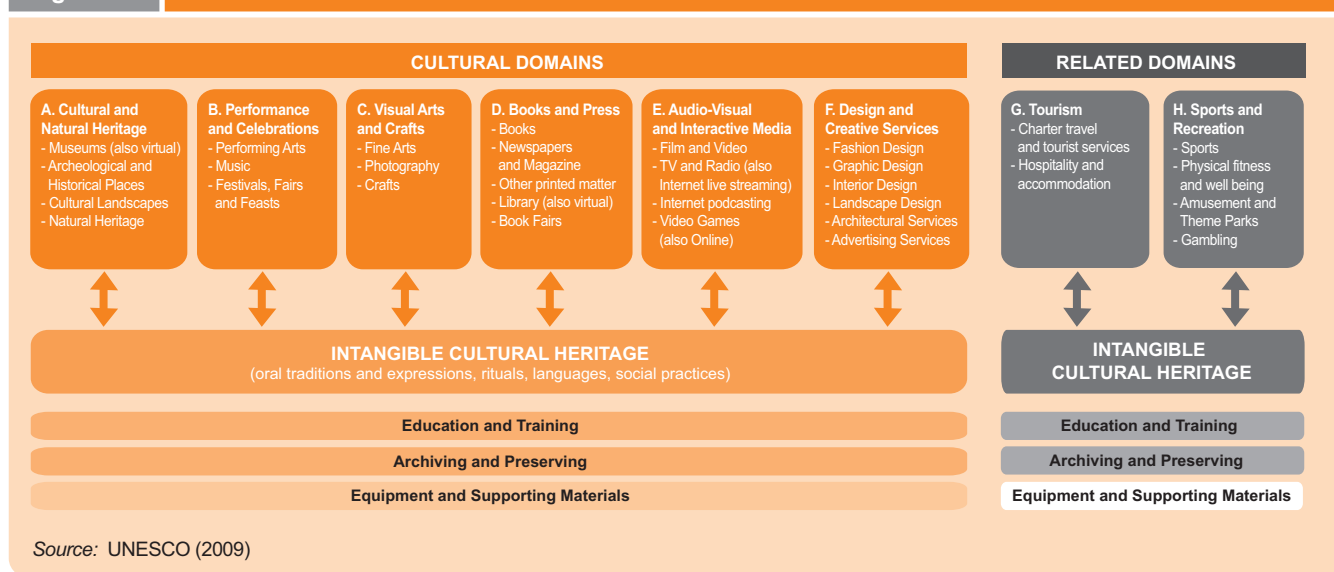 CULTURAL DOMAINS
A. Cultural and
Natural Heritage
- Museums (also virtual)
- Archeological and
Historical Places
- Cultural Landscapes
- Natural Heritage
B. Performance
and Celebrations
- Performing Arts
- Music
- Festivals, Fairs
and Feasts
C. Visual Arts
and Crafts
- Fine Arts
- Photography
- Crafts
D. Books and Press
- Books
- Newspapers
and Magazine
- Other printed matter
- Library (also virtual)
- Book Fairs
E. Audio-Visual
and Interactive Media
- Film and Video
- TV and Radio (also
Internet live streaming)
- Internet podcasting
- Video Games
(also Online)
F. Design and
Creative Services
- Fashion Design
- Graphic Design
- Interior Design
- Landscape Design
- Architectural Services
- Advertising Services
INTANGIBLE CULTURAL HERITAGE
(oral traditions and expressions, rituals, languages, social practices)
Education and Training
Archiving and Preserving
Equipment and Supporting Materials
RELATED DOMAINS
G. Tourism
- Charter travel
and tourist services
- Hospitality and
accommodation
H. Sports and
Recreation
- Sports
- Physical fitness
and well being
- Amusement and
Theme Parks
- Gambling
INTANGIBLE
CULTURAL HERITAGE
Education and Training
Archiving and Preserving
Equipment and Supporting Materials
Source: UNESCO (2009)